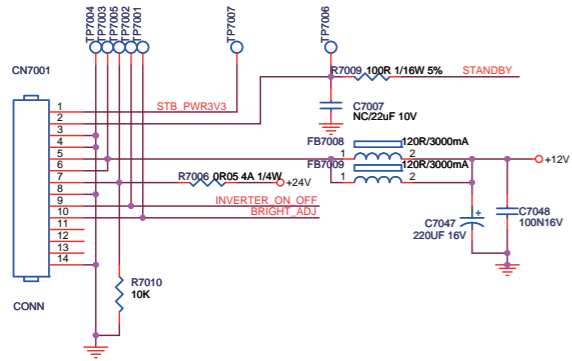 TP7004
TP7003
TP7005
TP7002
TP7001
TP7007
TP7006
CN7001
R7009 100R 1/16W 5%
STANDBY
1
STB_PWR3V3
2
C7007
NC/22uF 10V
3
4
FB7008
120R/3000mA
1
2
5
+12V
6
FB7009
120R/3000mA
1
2
7
R7006 0R05 4A 1/4W
+24V
8
9
INVERTER_ON_OFF
10
BRIGHT_ADJ
11
12
13
14
+
C7047
220UF 16V
C7048
100N16V
R7010
10K
CONN